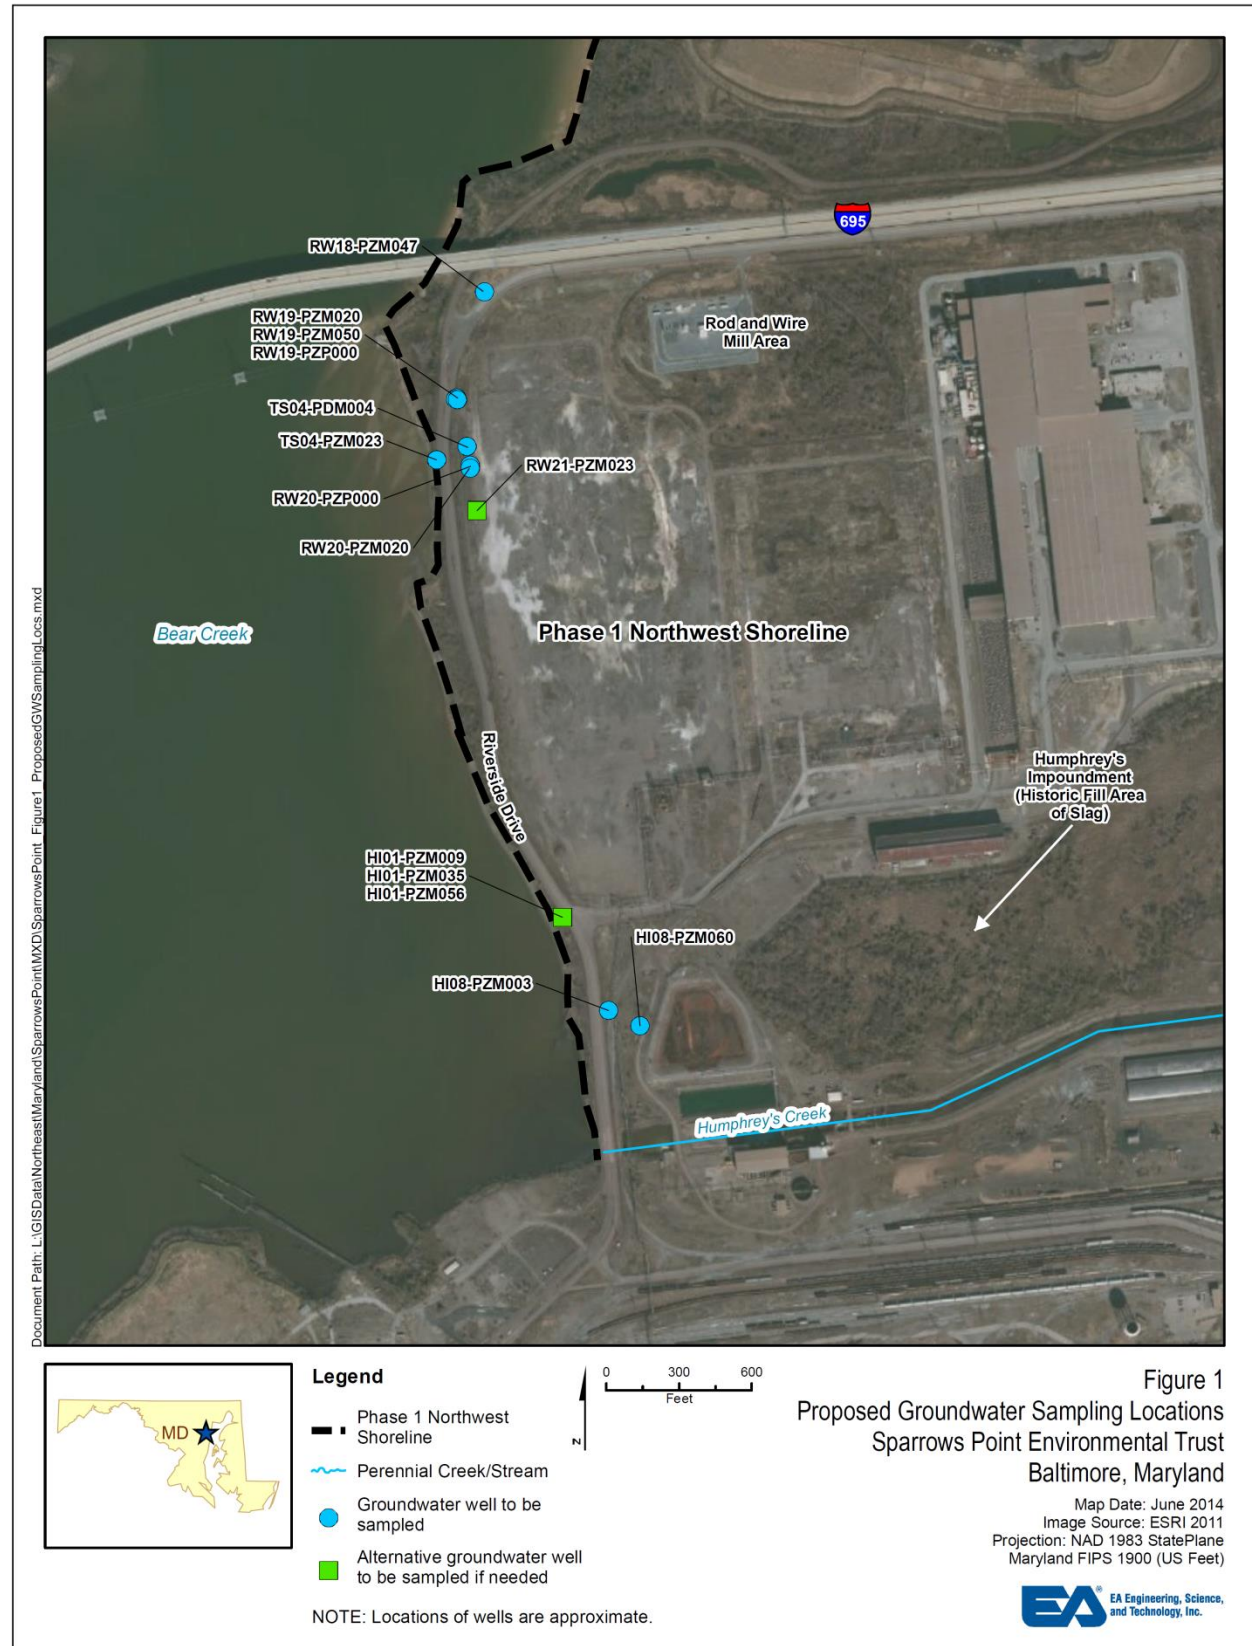 695
RW18-PZM047
RW19-PZM020
RW19-PZM050
RW19-PZP000
Rod and Wire
Mill Area
TS04-PDM004
TS04-PZM023
RW20-PZP000
RW21-PZM023
RW20-PZM020
Bear Creek
Phase 1 Northwest Shoreline
Riverside Drive
Humphrey's
Impoundment
(Historic Fill Area
of Slag)
HI01-PZM009
HI01-PZM035
HI01-PZM056
HI08-PZM060
HI08-PZM003
Humphrey's Creek
Document Path: L:\GISData\Northeast\Maryland\SparrowsPoint\MXD\SparrowsPoint_Figure1_ProposedGWSamplingLocs.mxd
MD
Legend
Phase 1 Northwest
Shoreline
Perennial Creek/Stream
Groundwater well to be
sampled
Alternative groundwater well
to be sampled if needed
NOTE: Locations of wells are approximate.
N
0 300 600
Feet
Figure 1
Proposed Groundwater Sampling Locations
Sparrows Point Environmental Trust
Baltimore, Maryland
Map Date: June 2014
Image Source: ESRI 2011
Projection: NAD 1983 StatePlane
Maryland FIPS 1900 (US Feet)
EA® EA Engineering, Science,
and Technology, Inc.